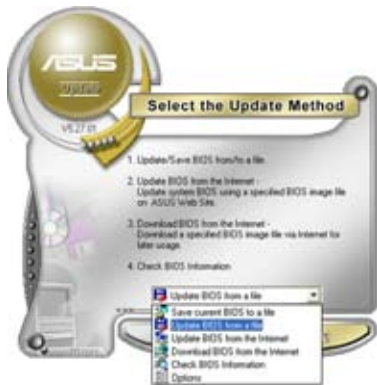 ASUS
Update
Select the Update Method
1. Update/Save BIOS from/to a file.
2. Update BIOS from the Internet -
Update system BIOS using a specified BIOS image file
on ASUS Web Site.
3. Download BIOS from the Internet -
Download a specified BIOS image file via Internet for
later usage.
4. Check BIOS Information
Update BIOS from a file
Save current BIOS to a file
Update BIOS from a file
Update BIOS from the Internet
Download BIOS from the Internet
Check BIOS Information
Options